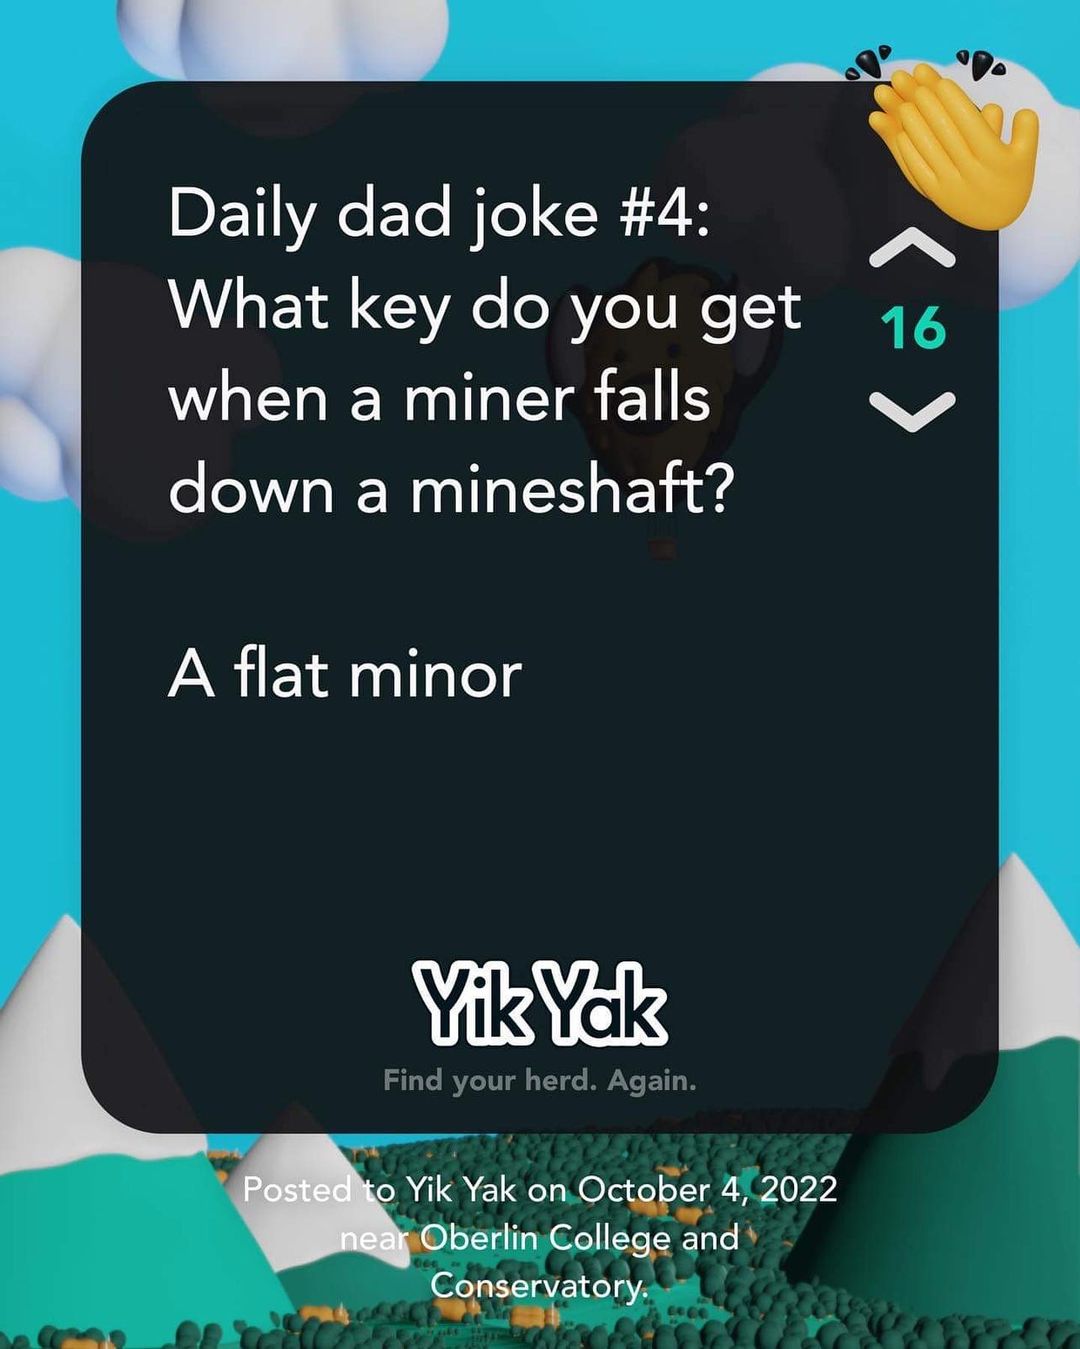 Daily dad joke #4:
What key do you get
when a miner falls
down a mineshaft?
A flat minor
16
Yik Yak
Find your herd. Again.
Posted to Yik Yak on October 4, 2022
near Oberlin College and
Conservatory.